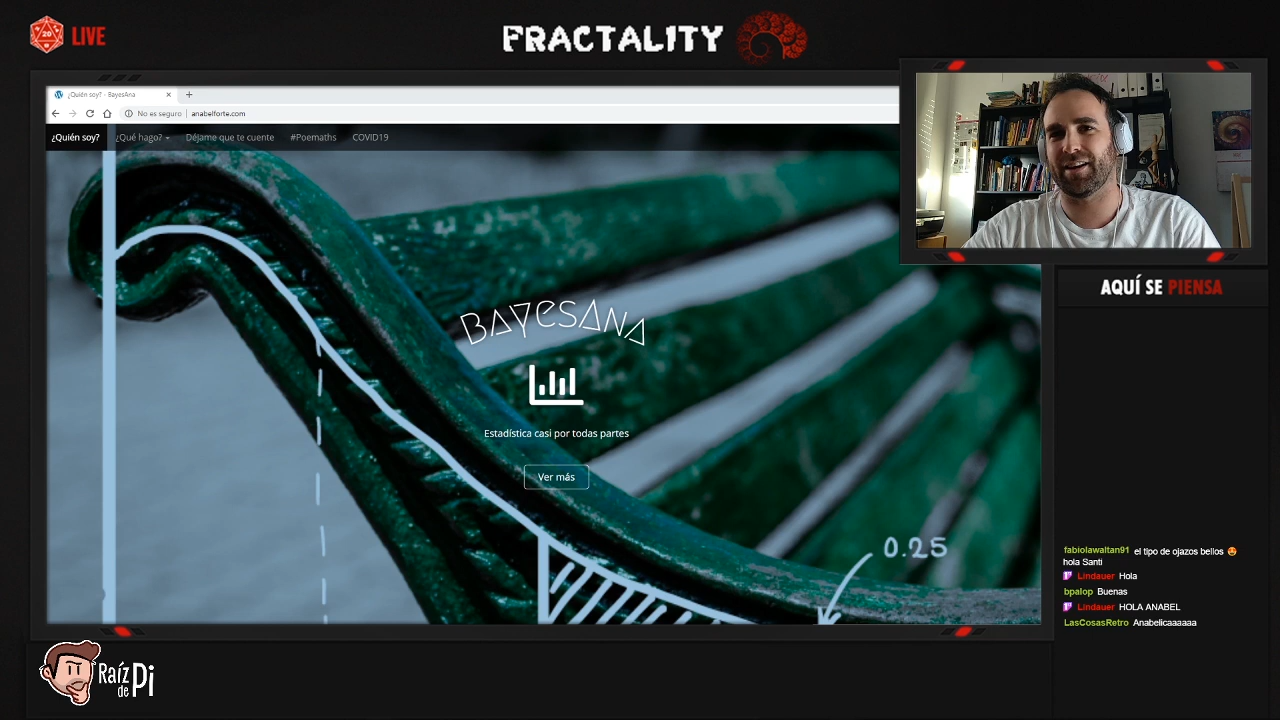 20
LIVE
FRACTALITY
¿Quién soy? - BayesAna
No es seguro | anabelforte.com
¿Quién soy? ¿Qué hago? Déjame que te cuente #Poemaths COVID19
BAYESANA
Estadística casi por todas partes
Ver más
0.25
AQUÍ SE PIENSA
fabiolawaltan91 el tipo de ojazos bellos 😍
hola Santi
Lindauer Hola
bpalop Buenas
Lindauer HOLA ANABEL
LasCosasRetro Anabelicaaaaaa
Raíz
de Pi